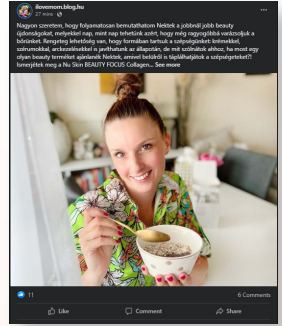 ilovemom.blog.hu
27 mins
Nagyon szeretem, hogy folyamatosan bemutathatom Nektek a jobbnál jobb beauty
újdonságokat, melyekkel nap, mint nap tehetünk azért, hogy még ragyogóbbá varázsoljuk a
bőrünket. Rengeteg lehetőség van, hogy formában tartsuk a szépségünket: krémekkel,
szérumokkal, arckezelésekkel is javíthatunk az állapotán, de mit szólnátok ahhoz, ha most egy
olyan beauty terméket ajánlanék Nektek, amivel belülről is táplálhatjátok a szépségeteket?!
Ismerjétek meg a Nu Skin BEAUTY FOCUS Collagen... See more
11
6 Comments
Like
Comment
Share